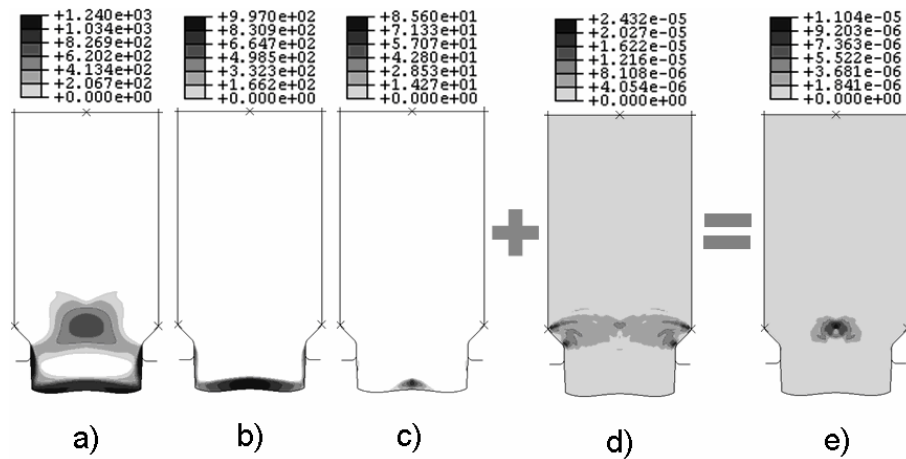 +1.240e+03
+1.034e+03
+8.269e+02
+6.202e+02
+4.134e+02
+2.067e+02
+0.000e+00
+9.970e+02
+8.309e+02
+6.647e+02
+4.985e+02
+3.323e+02
+1.662e+02
+0.000e+00
+8.560e+01
+7.133e+01
+5.707e+01
+4.280e+01
+2.853e+01
+1.427e+01
+0.000e+00
+2.432e-05
+2.027e-05
+1.622e-05
+1.216e-05
+8.108e-06
+4.054e-06
+0.000e+00
+1.104e-05
+9.203e-06
+7.363e-06
+5.522e-06
+3.681e-06
+1.841e-06
+0.000e+00
+
=
a)
b)
c)
d)
e)